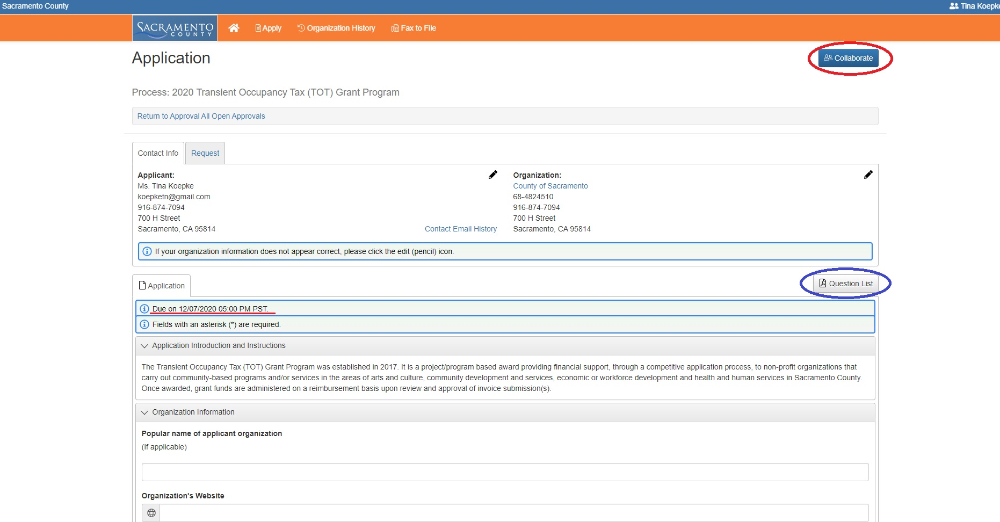 Sacramento County
Tina Koepke
SACRAMENTO
COUNTY
Apply
Organization History
Fax to File
Application
Collaborate
Process: 2020 Transient Occupancy Tax (TOT) Grant Program
Return to Approval All Open Approvals
Contact Info
Request
Applicant:
Ms. Tina Koepke
koepketn@gmail.com
916-874-7094
700 H Street
Sacramento, CA 95814
Contact Email History
Organization:
County of Sacramento
68-4824510
916-874-7094
700 H Street
Sacramento, CA 95814
If your organization information does not appear correct, please click the edit (pencil) icon.
Application
Question List
Due on 12/07/2020 05:00 PM PST.
Fields with an asterisk (*) are required.
Application Introduction and Instructions
The Transient Occupancy Tax (TOT) Grant Program was established in 2017. It is a project/program based award providing financial support, through a competitive application process, to non-profit organizations that
carry out community-based programs and/or services in the areas of arts and culture, community development and services, economic or workforce development and health and human services in Sacramento County.
Once awarded, grant funds are administered on a reimbursement basis upon review and approval of invoice submission(s).
Organization Information
Popular name of applicant organization
(If applicable)
Organization's Website